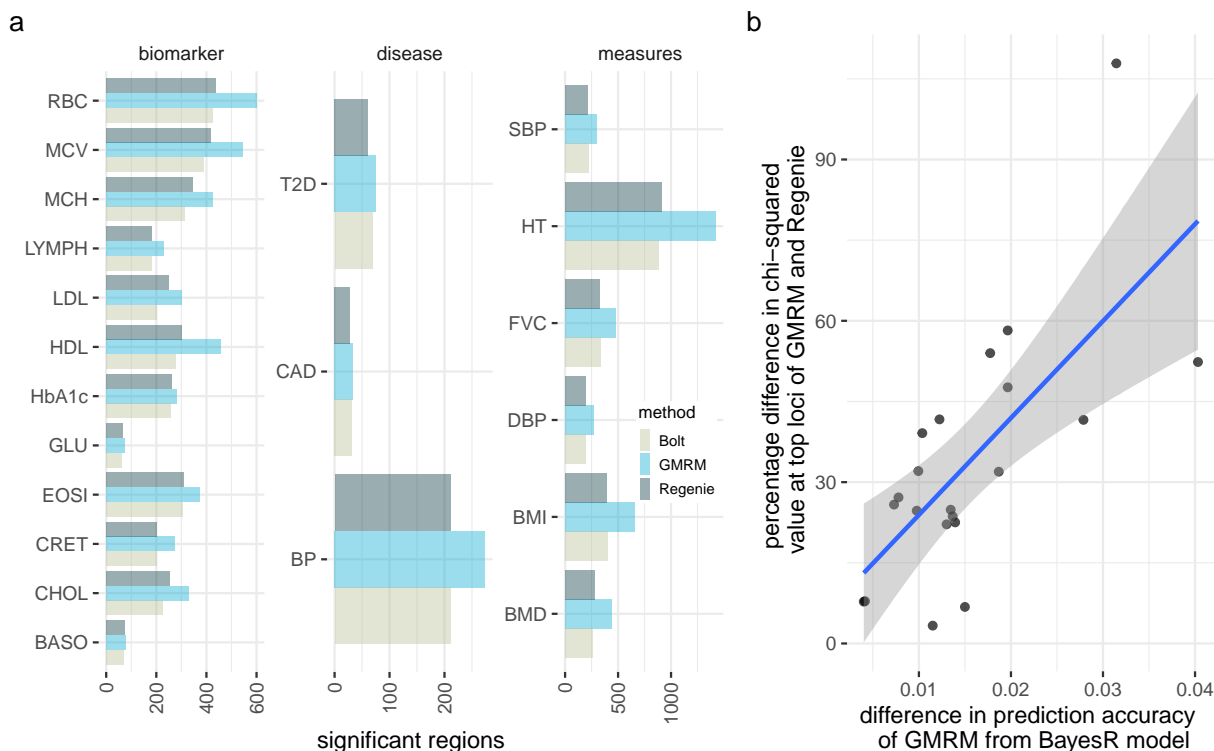 a
biomarker
RBC
MCV
MCH
LYMPH
LDL
HDL
HbA1c
GLU
EOSI
CRET
CHOL
BASO
0
200
400
600
disease
T2D
CAD
BP
0
100
200
measures
SBP
HT
FVC
DBP
BMI
BMD
0
500
1000
method
Bolt
GMRM
Regenie
significant regions
b
percentage difference in chi−squared
value at top loci of GMRM and Regenie
90
60
30
0
0.01
0.02
0.03
0.04
difference in prediction accuracy
of GMRM from BayesR model